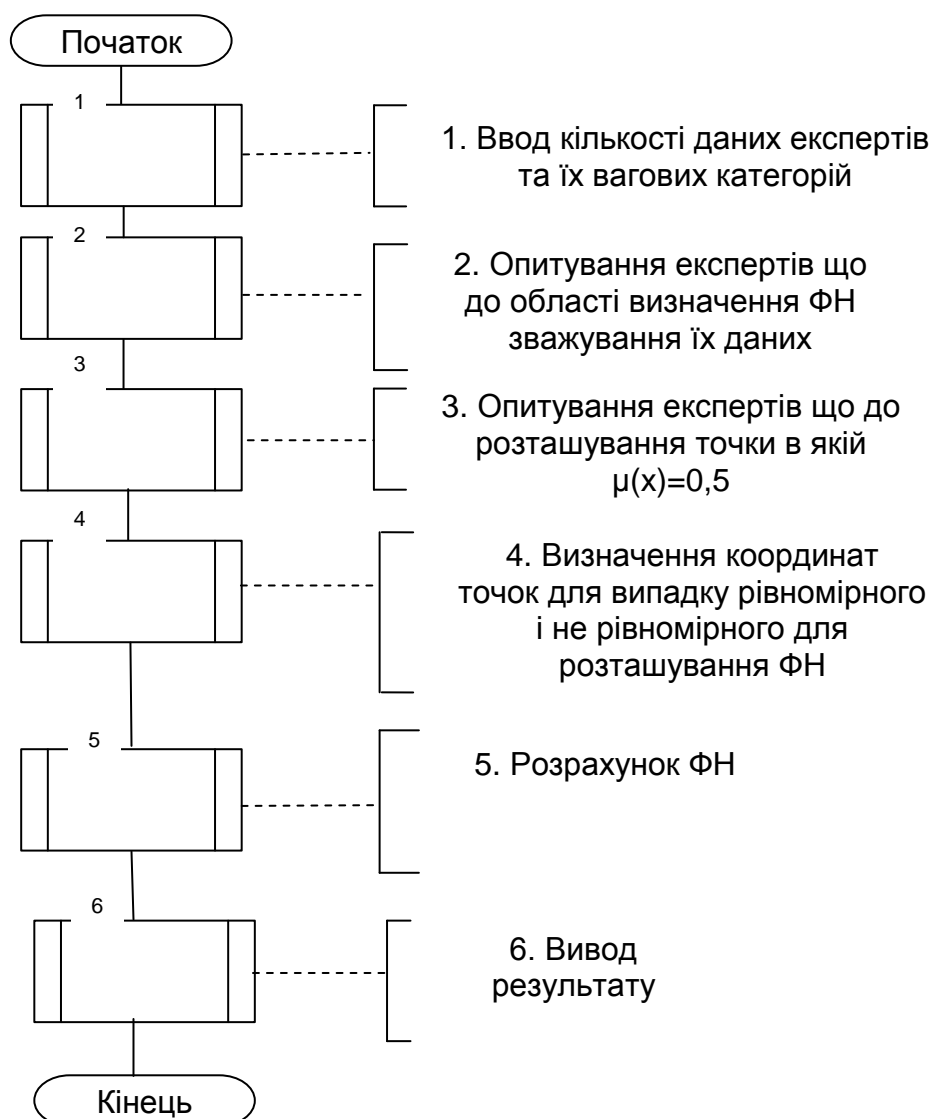 Початок
1
1. Ввод кількості даних експертів
та їх вагових категорій
2
2. Опитування експертів що
до області визначення ФН
зважування їх даних
3
3. Опитування експертів що до
розташування точки в якій
μ(x)=0,5
4
4. Визначення координат
точок для випадку рівномірного
і не рівномірного для
розташування ФН
5
5. Розрахунок ФН
6
6. Вивод
результату
Кінець